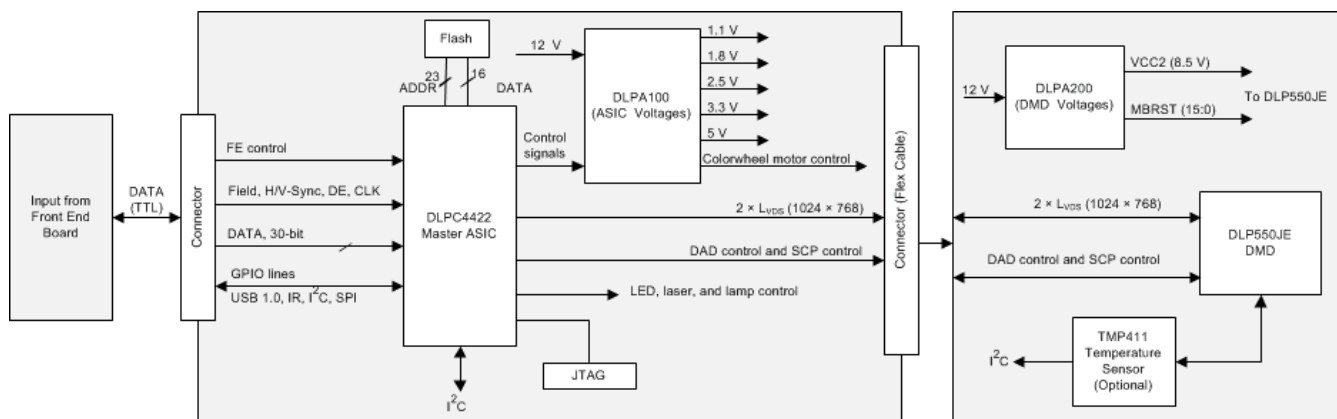 Input from
Front End
Board
DATA
(TTL)
Connector
FE control
Field, H/V-Sync, DE, CLK
DATA, 30-bit
GPIO lines
USB 1.0, IR, I²C, SPI
Flash
23
16
ADDR
DATA
DLPC4422
Master ASIC
I²C
JTAG
12 V
Control
signals
DLPA100
(ASIC Voltages)
1.1 V
1.8 V
2.5 V
3.3 V
5 V
Colorwheel motor control
2 × LVDS (1024 × 768)
DAD control and SCP control
LED, laser, and lamp control
Connector (Flex Cable)
12 V
DLPA200
(DMD Voltages)
VCC2 (8.5 V)
MBRST (15:0)
To DLP550JE
2 × LVDS (1024 × 768)
DAD control and SCP control
DLP550JE
DMD
I²C
TMP411
Temperature
Sensor
(Optional)